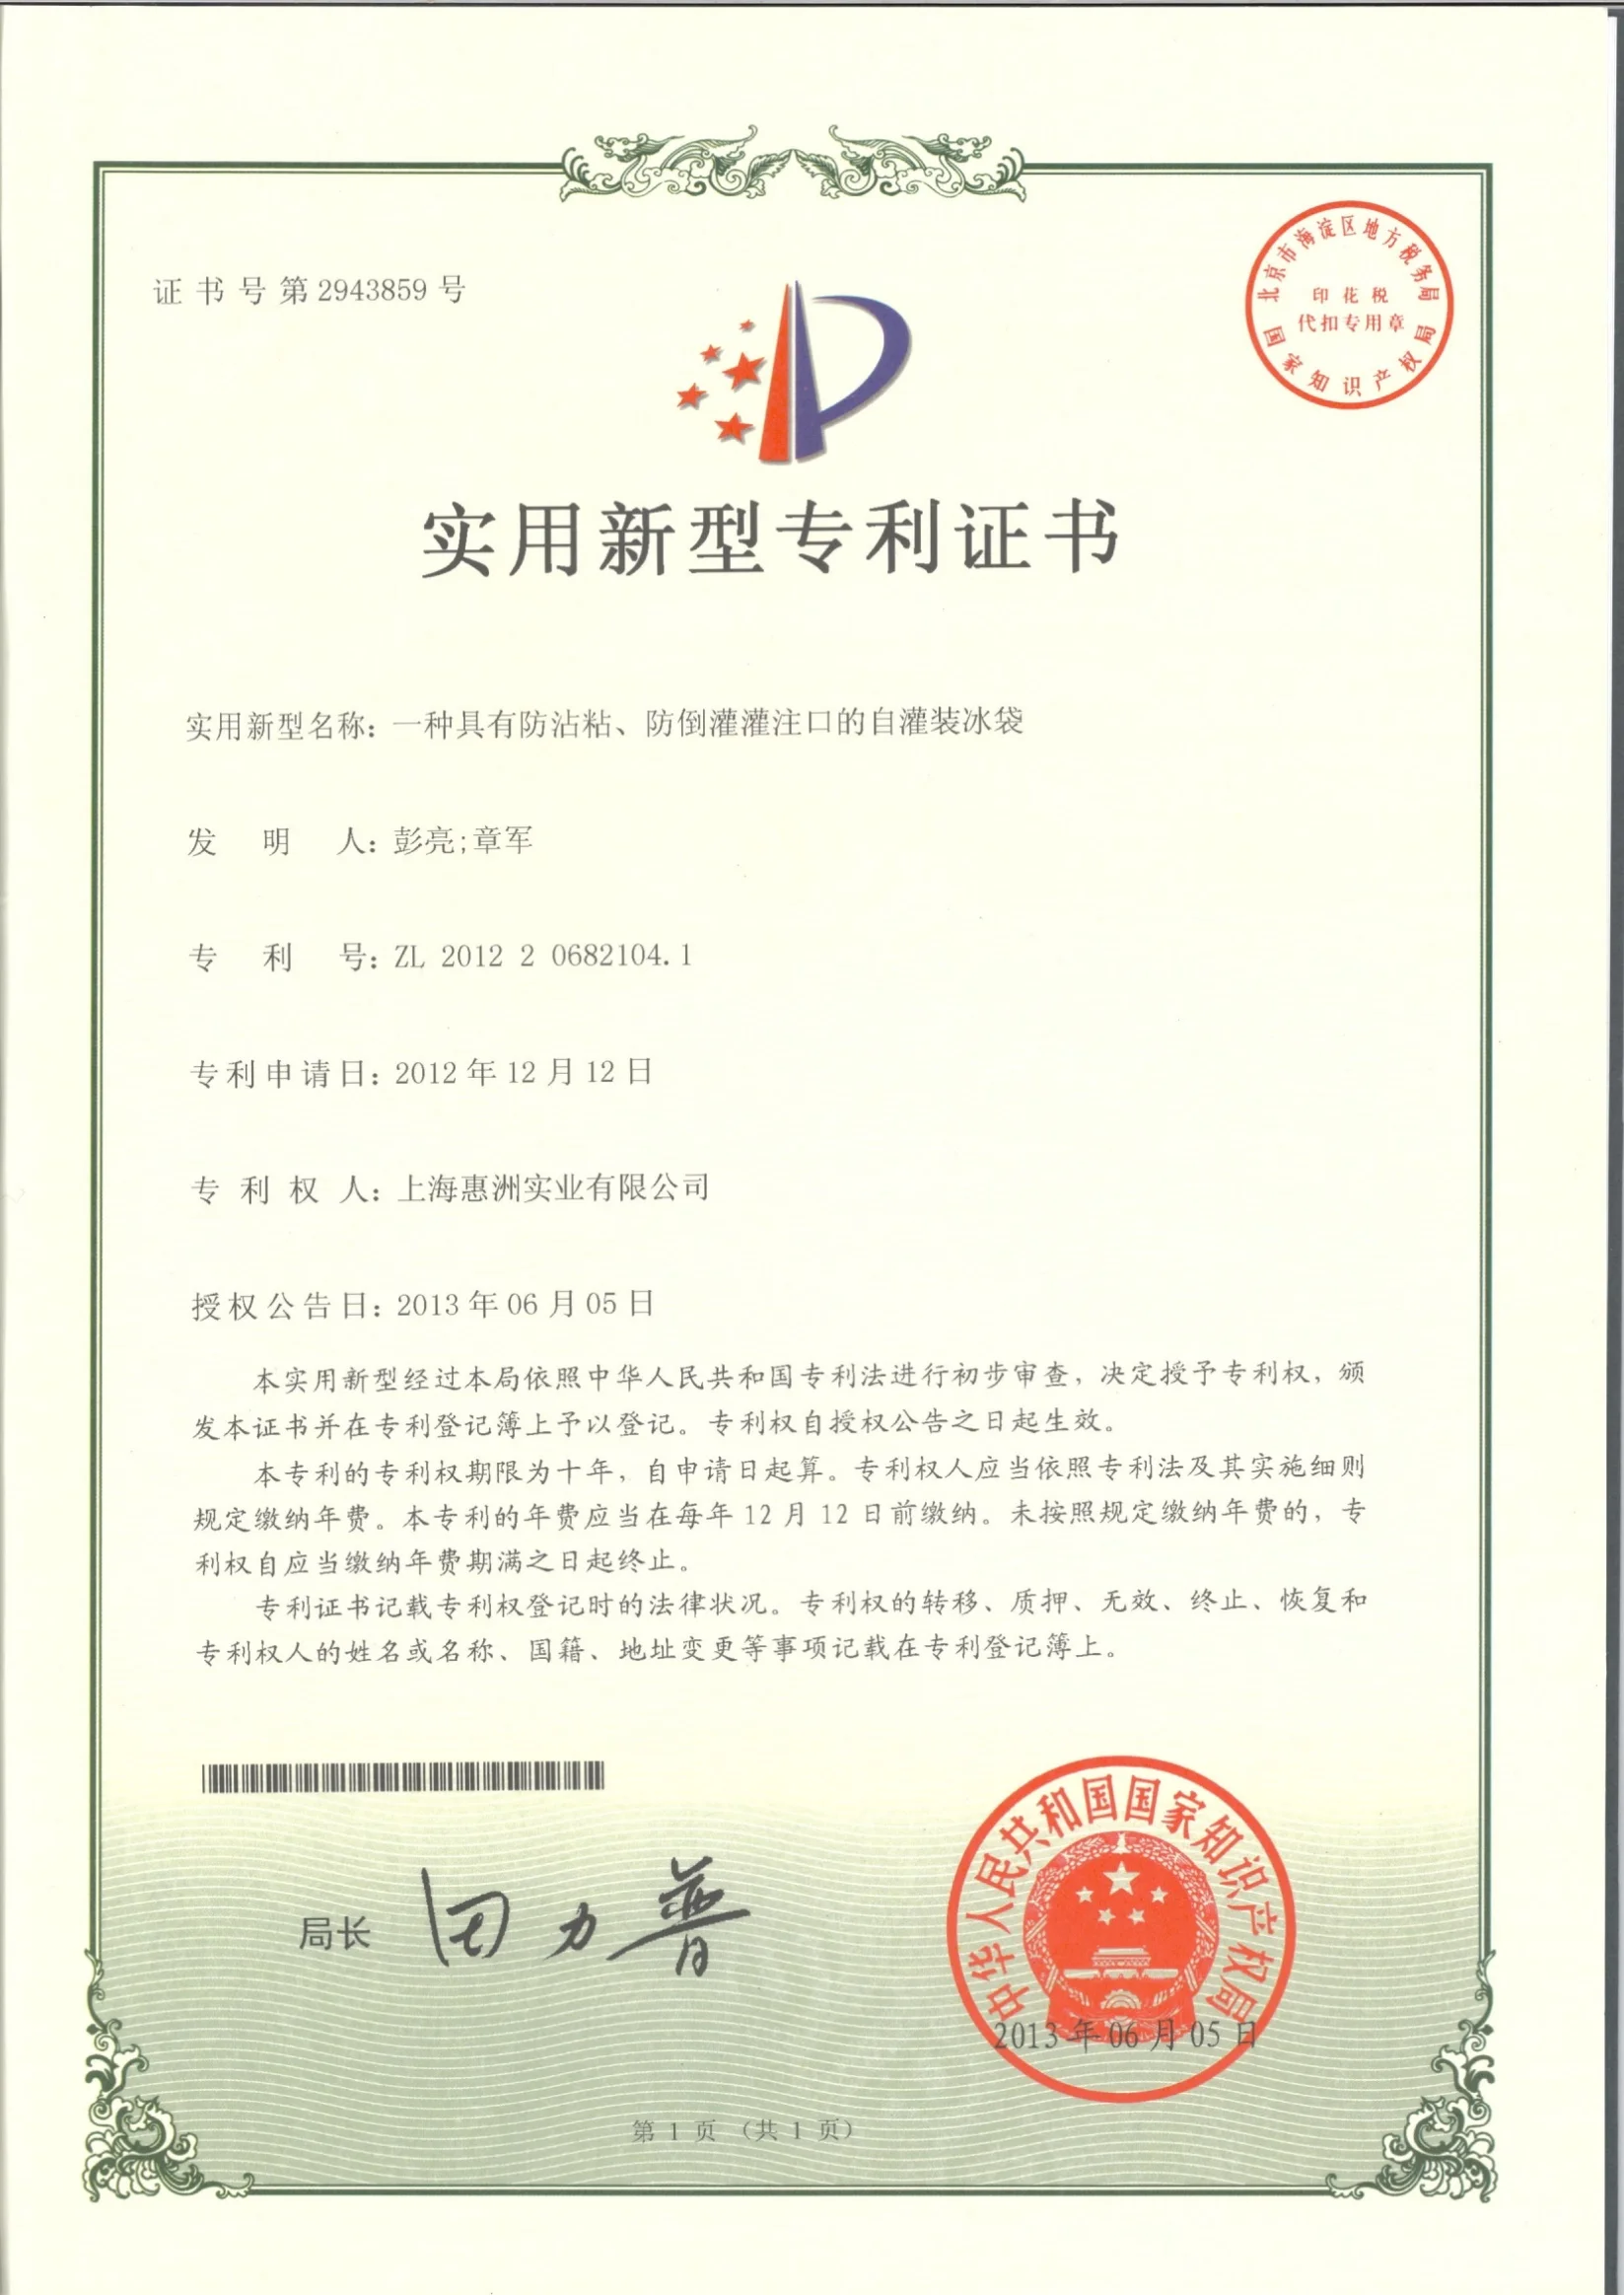 证书号第2943859号
北京市海淀区地方税务局
印花税
代扣专用章
国家知识产权局
实用新型专利证书
实用新型名称：一种具有防沾粘、防倒灌灌注口的自灌装冰袋
发明人：彭亮;章军
专利号：ZL 2012 2 0682104.1
专利申请日：2012年12月12日
专利权人：上海惠洲实业有限公司
授权公告日：2013年06月05日
本实用新型经过本局依照中华人民共和国专利法进行初步审查，决定授予专利权，颁
发本证书并在专利登记簿上予以登记。专利权自授权公告之日起生效。
本专利的专利权期限为十年，自申请日起算。专利权人应当依照专利法及其实施细则
规定缴纳年费。本专利的年费应当在每年12月12日前缴纳。未按照规定缴纳年费的，专
利权自应当缴纳年费期满之日起终止。
专利证书记载专利权登记时的法律状况。专利权的转移、质押、无效、终止、恢复和
专利权人的姓名或名称、国籍、地址变更等事项记载在专利登记簿上。
局长 田力普
中华人民共和国国家知识产权局
2013年06月05日
第1页（共1页）